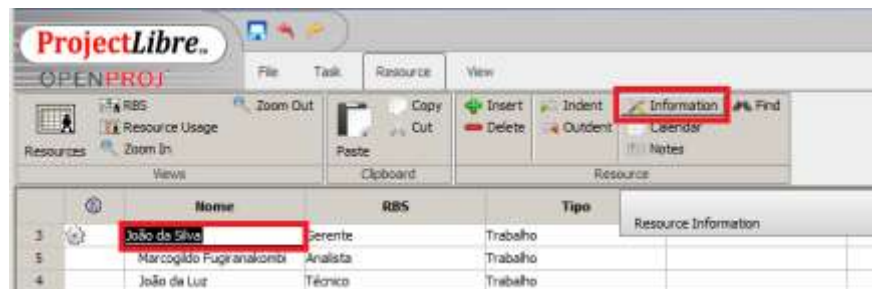 ProjectLibre™
OPENPROJ
File Task Resource View
RBS Zoom Out Copy Insert Indent Information Find
Resource Usage Cut Delete Outdent Calendar
Resources Zoom In Paste Notes
Views Clipboard Resource
Nome RBS Tipo
Resource Information
3 João da Silva Gerente Trabalho
5 Marcogildo Fugiranakombi Analista Trabalho
4 João da Luz Técnico Trabalho